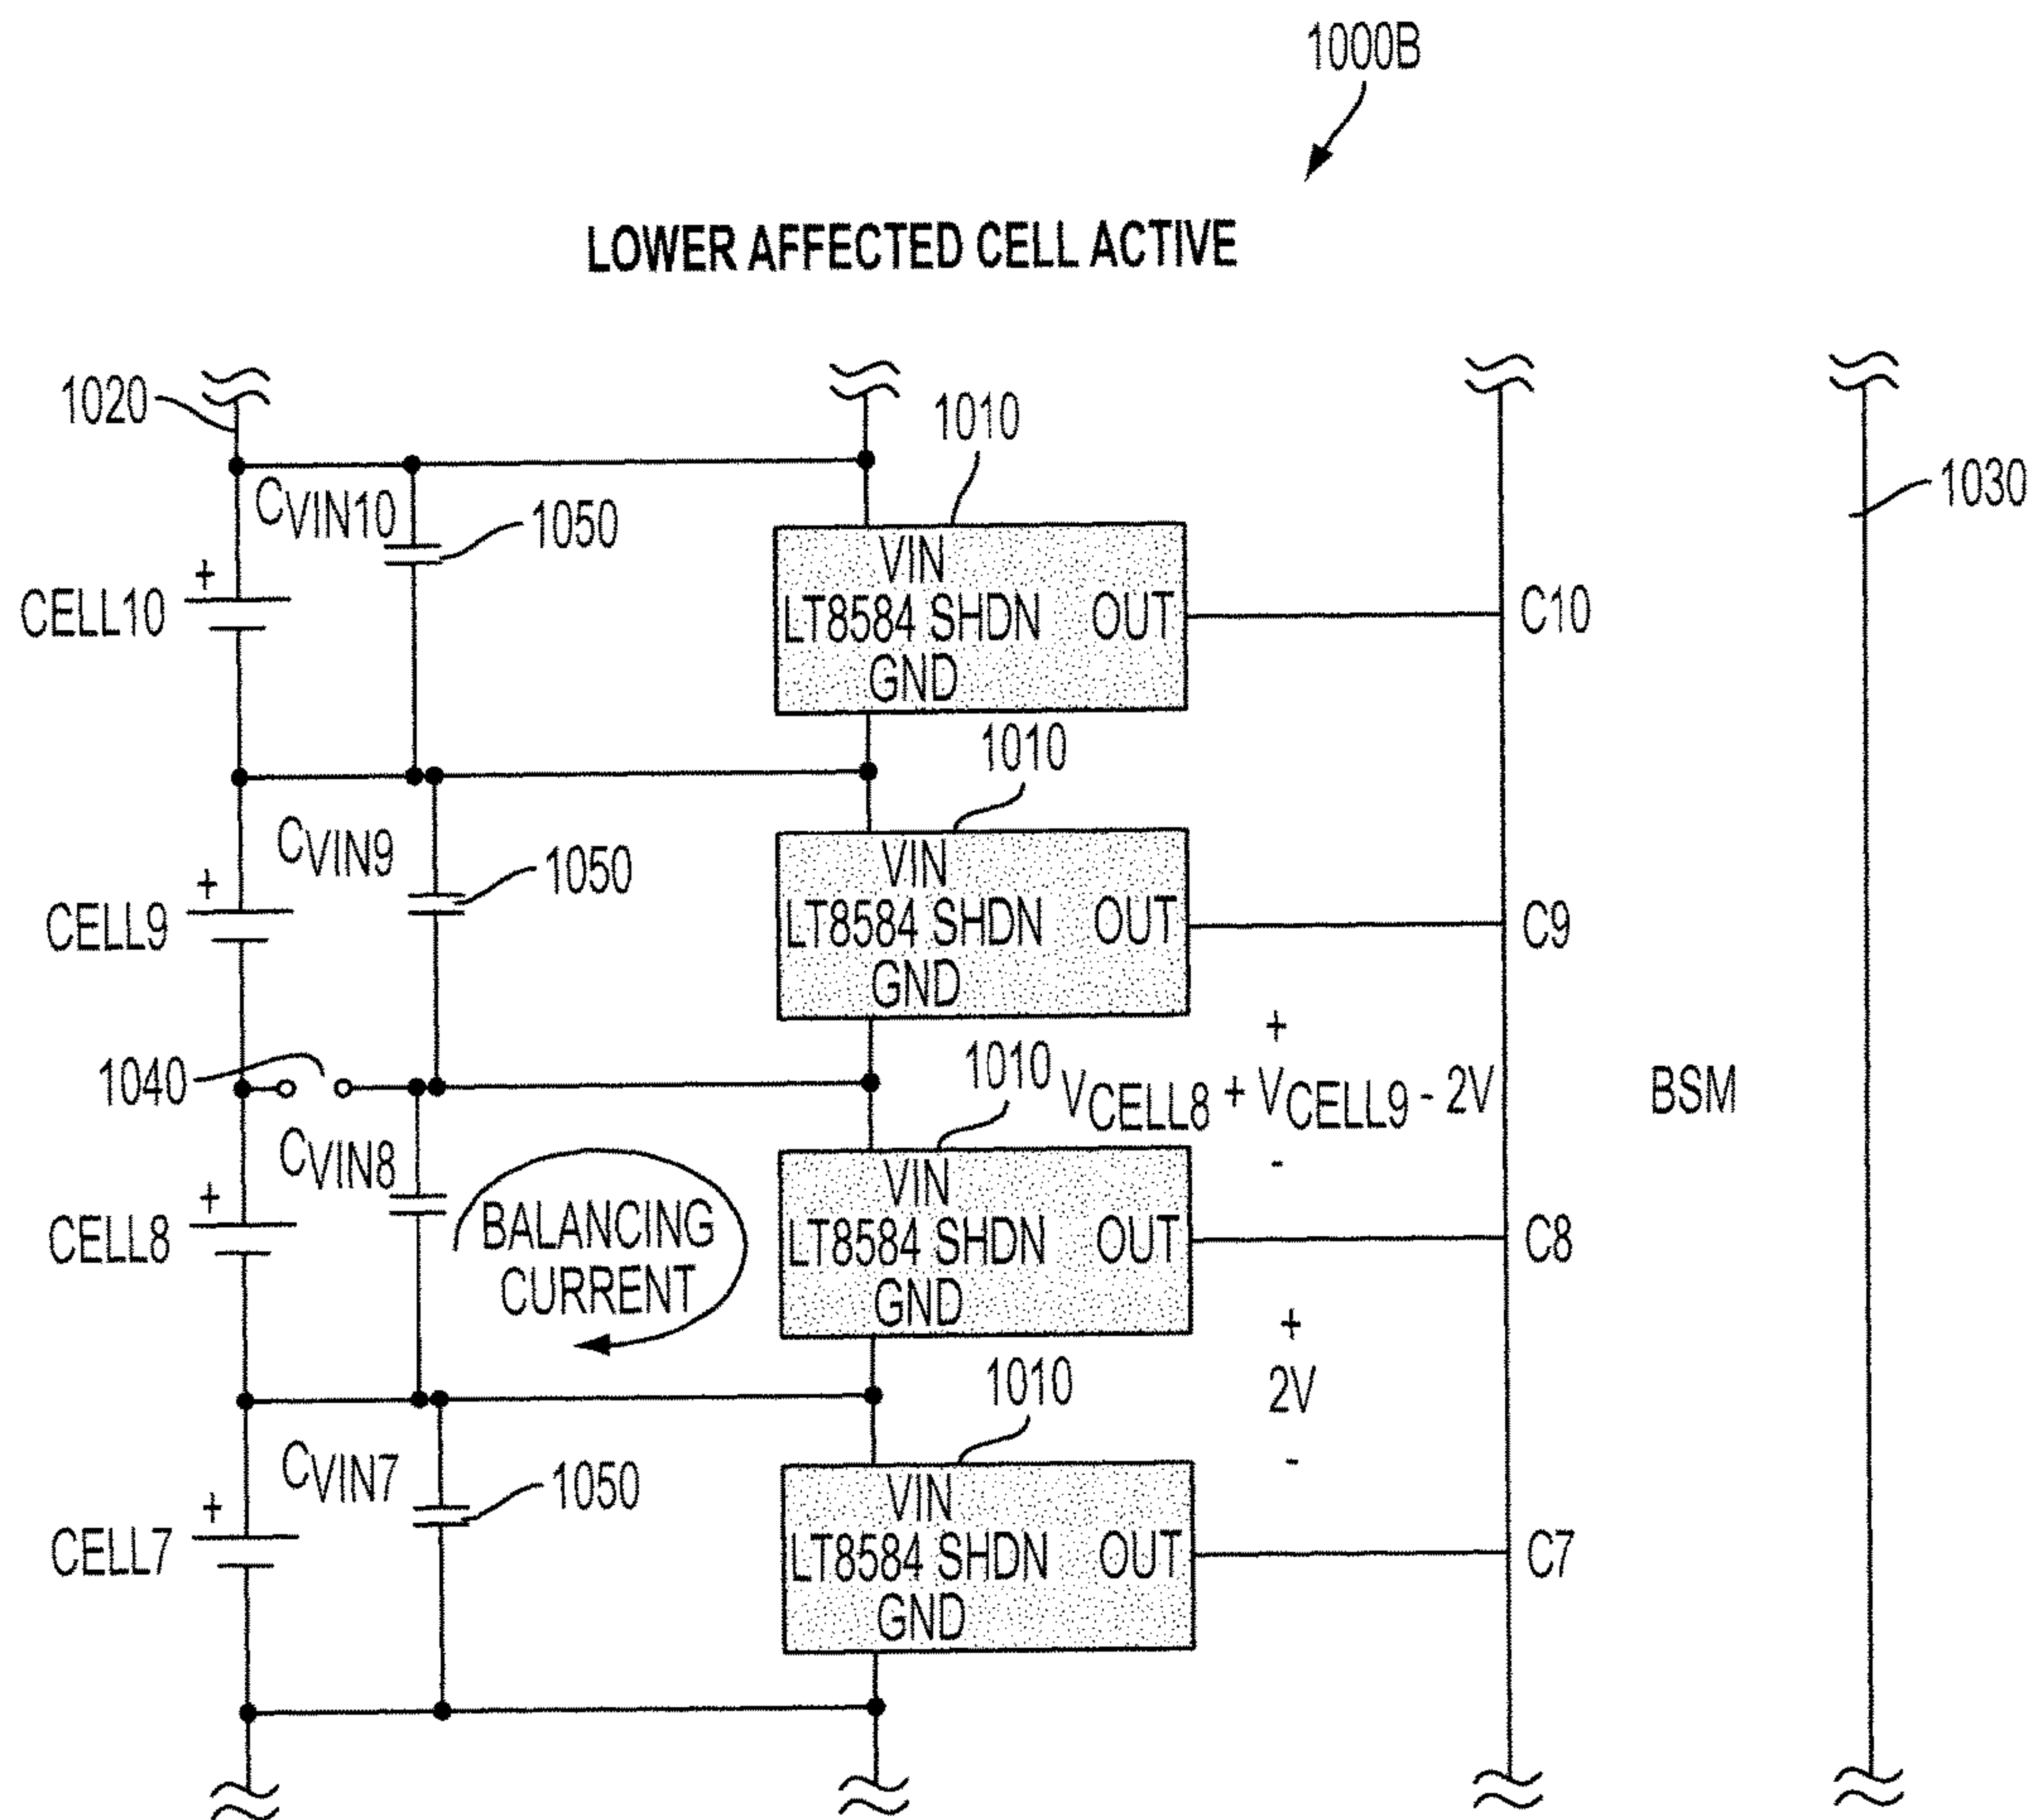 1000B
LOWER AFFECTED CELL ACTIVE
1020
1010
1030
CVIN10
1050
CELL10
+
VIN
LT8584 SHDN OUT
GND
C10
1010
CVIN9
1050
CELL9
+
VIN
LT8584 SHDN OUT
GND
C9
1040
1010
+
VCELL8 + VCELL9 - 2V
-
BSM
CVIN8
CELL8
+
BALANCING
CURRENT
VIN
LT8584 SHDN OUT
GND
C8
1010
+
2V
-
CVIN7
1050
CELL7
+
VIN
LT8584 SHDN OUT
GND
C7